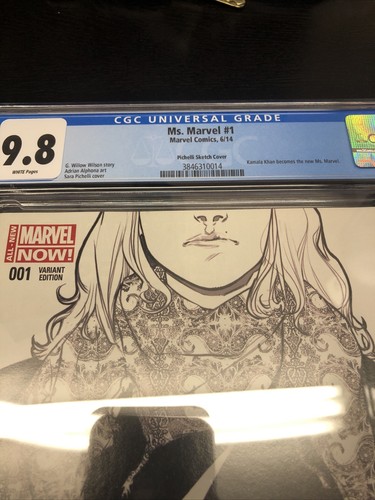 CGC UNIVERSAL GRADE
9.8
WHITE Pages
Ms. Marvel #1
Marvel Comics, 6/14
Pichelli Sketch Cover
3846310014
G. Willow Wilson story
Adrian Alphona art
Sara Pichelli cover
Kamala Khan becomes the new Ms. Marvel.
ALL-NEW
MARVEL
NOW!
001 VARIANT
EDITION